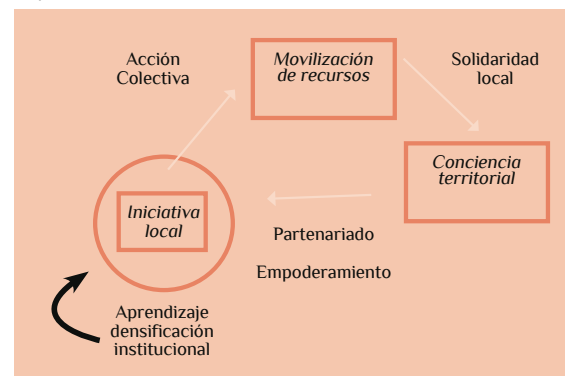 Acción
Colectiva
Movilización
de recursos
Solidaridad
local
Conciencia
territorial
Iniciativa
local
Partenariado
Empoderamiento
Aprendizaje
densificación
institucional